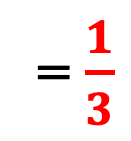 = 1/3